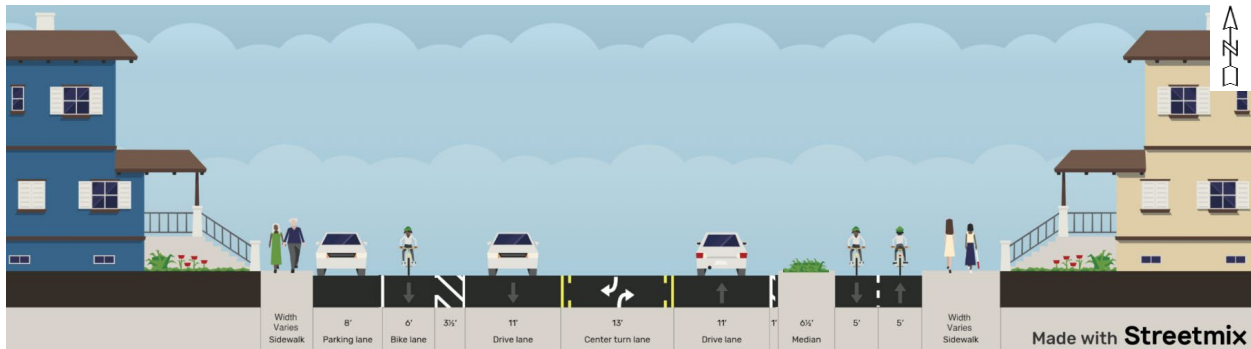 N
8'
6'
3½'
11'
13'
11'
1'
6½'
5'
5'
Width
Varies
Sidewalk
Parking lane
Bike lane
Drive lane
Center turn lane
Drive lane
Median
Width
Varies
Sidewalk
Made with Streetmix